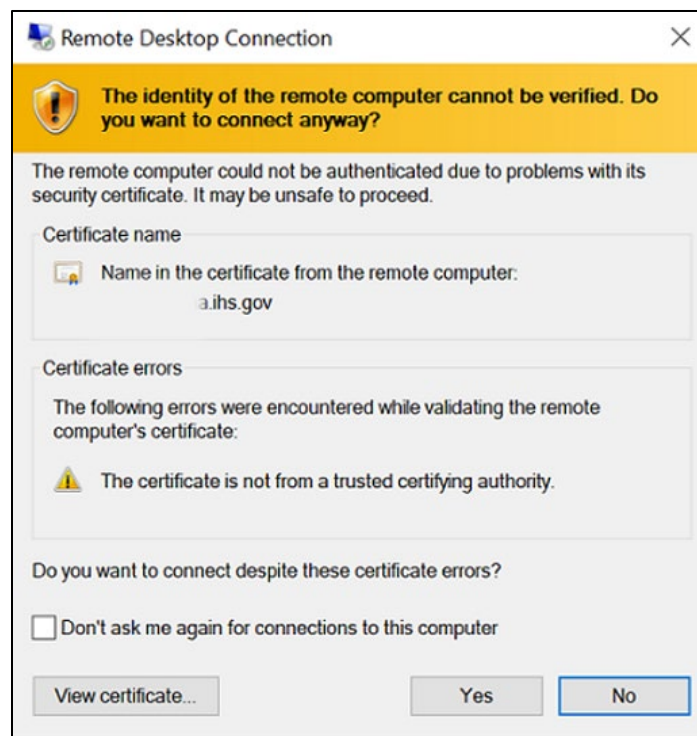 Remote Desktop Connection
The identity of the remote computer cannot be verified. Do
you want to connect anyway?
The remote computer could not be authenticated due to problems with its
security certificate. It may be unsafe to proceed.
Certificate name
Name in the certificate from the remote computer:
a.ihs.gov
Certificate errors
The following errors were encountered while validating the remote
computer's certificate:
The certificate is not from a trusted certifying authority.
Do you want to connect despite these certificate errors?
Don't ask me again for connections to this computer
View certificate...
Yes
No